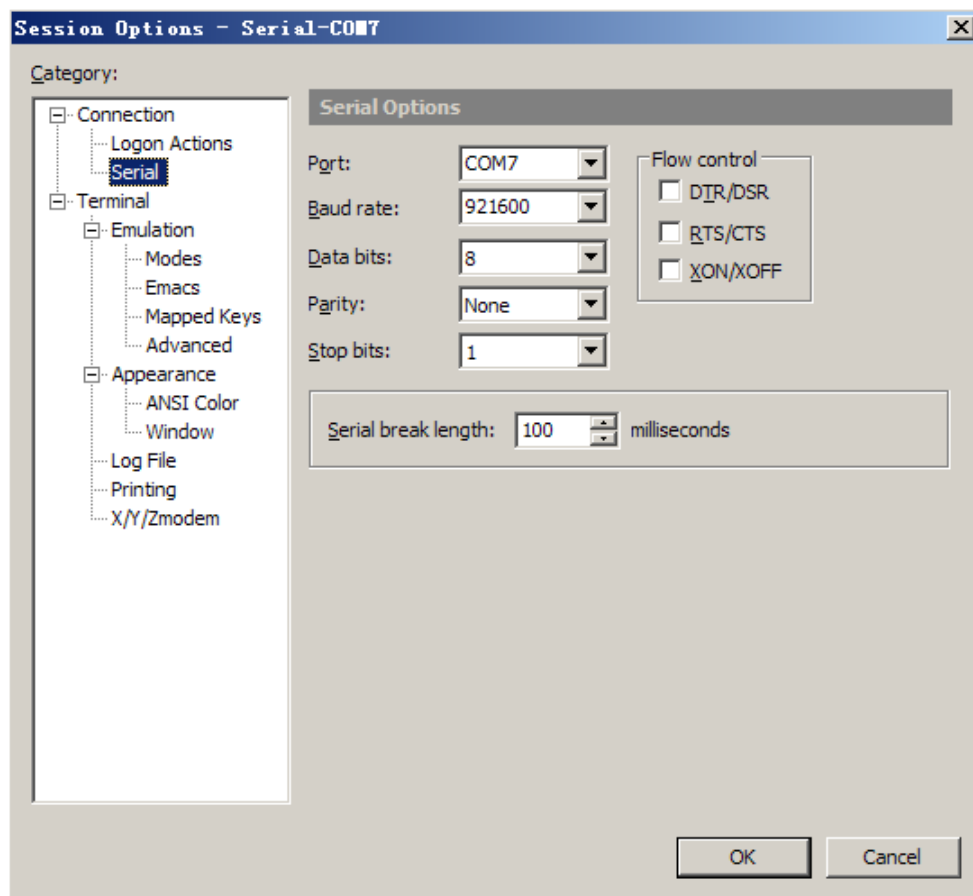 Session Options - Serial-COM7
Category:
Connection
Logon Actions
Serial
Terminal
Emulation
Modes
Emacs
Mapped Keys
Advanced
Appearance
ANSI Color
Window
Log File
Printing
X/Y/Zmodem
Serial Options
Port: COM7
Baud rate: 921600
Data bits: 8
Parity: None
Stop bits: 1
Flow control
DTR/DSR
RTS/CTS
XON/XOFF
Serial break length: 100 milliseconds
OK Cancel